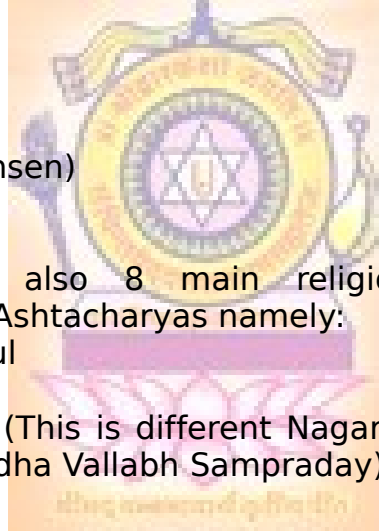 nsen)
also 8 main religi
Ashtacharyas namely:
ul
(This is different Nagar
dha Vallabh Sampraday)